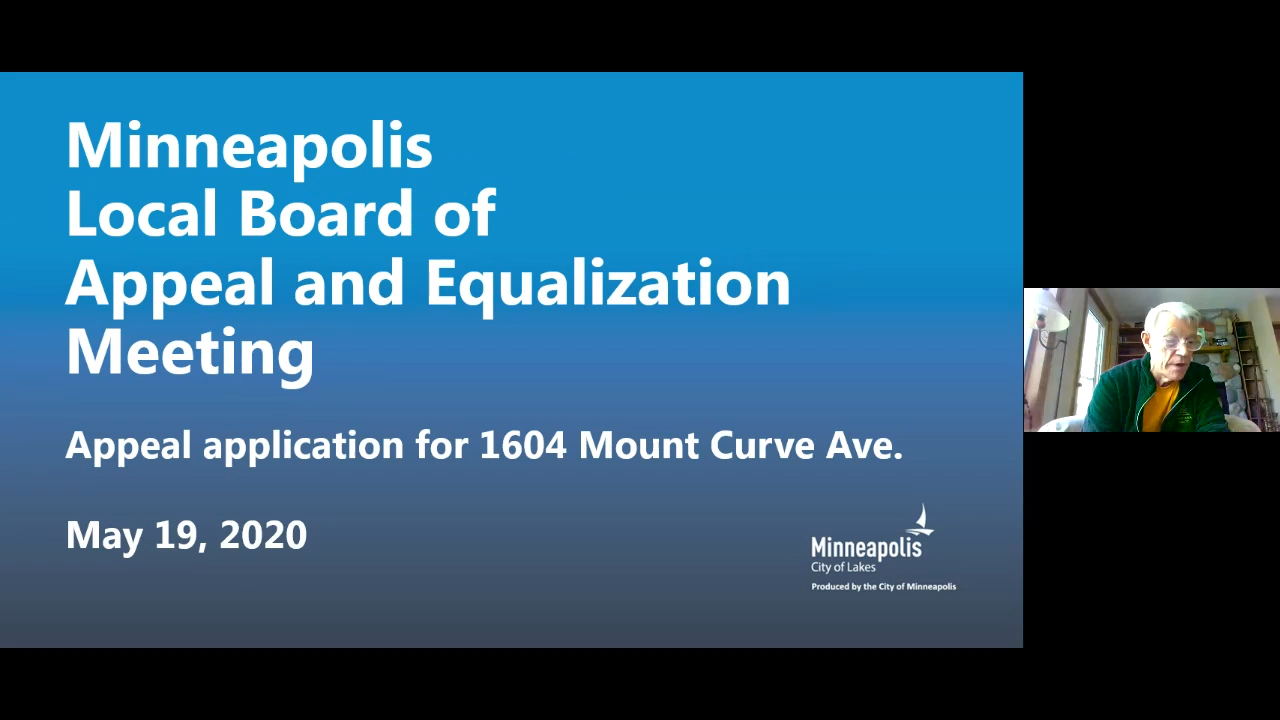 Minneapolis
Local Board of
Appeal and Equalization
Meeting
Appeal application for 1604 Mount Curve Ave.
May 19, 2020
Minneapolis
City of Lakes
Produced by the City of Minneapolis